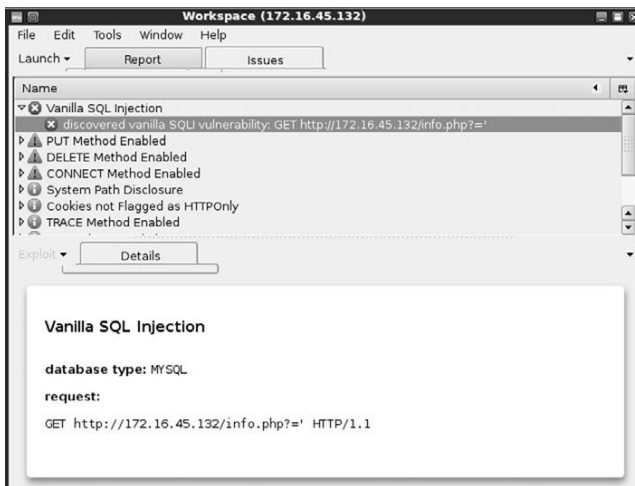 Workspace (172.16.45.132)
File Edit Tools Window Help
Launch Report Issues
Name
Vanilla SQL Injection
discovered vanilla SQLI vulnerability: GET http://172.16.45.132/info.php?='
PUT Method Enabled
DELETE Method Enabled
CONNECT Method Enabled
System Path Disclosure
Cookies not Flagged as HTTPOnly
TRACE Method Enabled
Exploit Details
Vanilla SQL Injection
database type: MYSQL
request:
GET http://172.16.45.132/info.php?=' HTTP/1.1